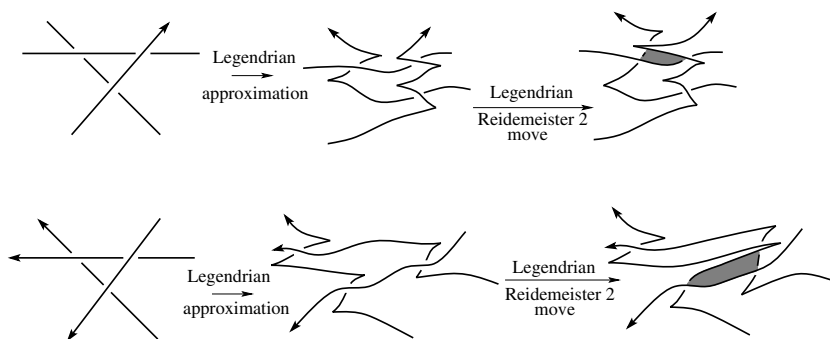 Legendrian
approximation
Legendrian
Reidemeister 2
move
Legendrian
approximation
Legendrian
Reidemeister 2
move